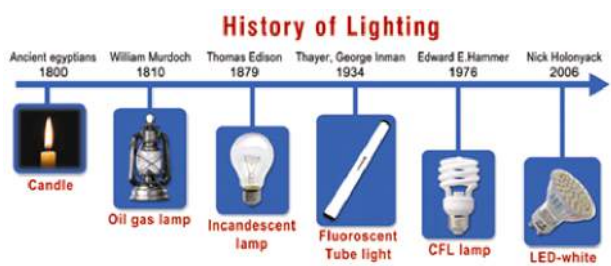 History of Lighting
Ancient egyptians
1800
William Murdoch
1810
Thomas Edison
1879
Thayer, George Inman
1934
Edward E.Hammer
1976
Nick Holonyack
2006
Candle
Oil gas lamp
Incandescent
lamp
Fluoroscent
Tube light
CFL lamp
LED-white